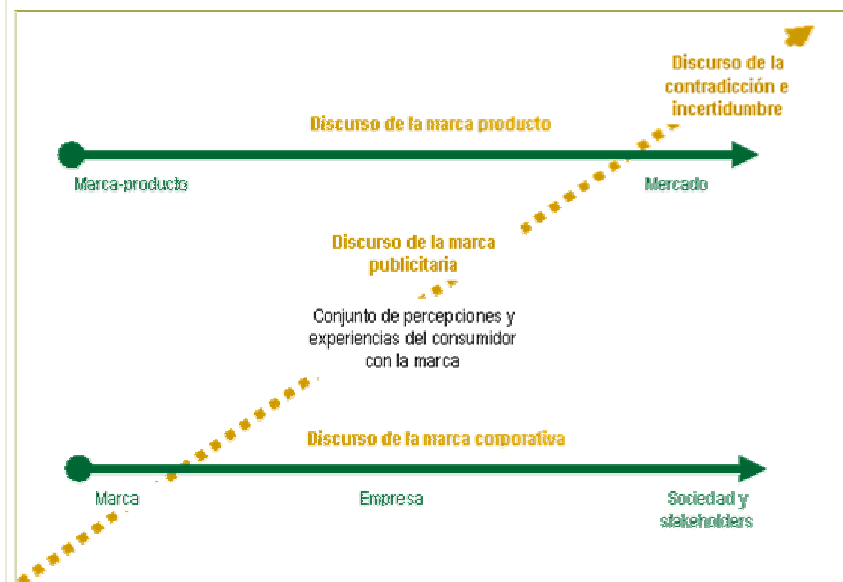 Discurso de la
contradicción e
incertidumbre
Discurso de la marca producto
Marca-producto
Mercado
Discurso de la marca
publicitaria
Conjunto de percepciones y
experiencias del consumidor
con la marca
Discurso de la marca corporativa
Marca
Empresa
Sociedad y
stakeholders